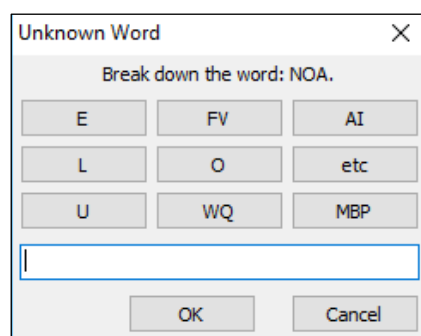 Unknown Word
Break down the word: NOA.
E FV AI
L O etc
U WQ MBP
OK Cancel